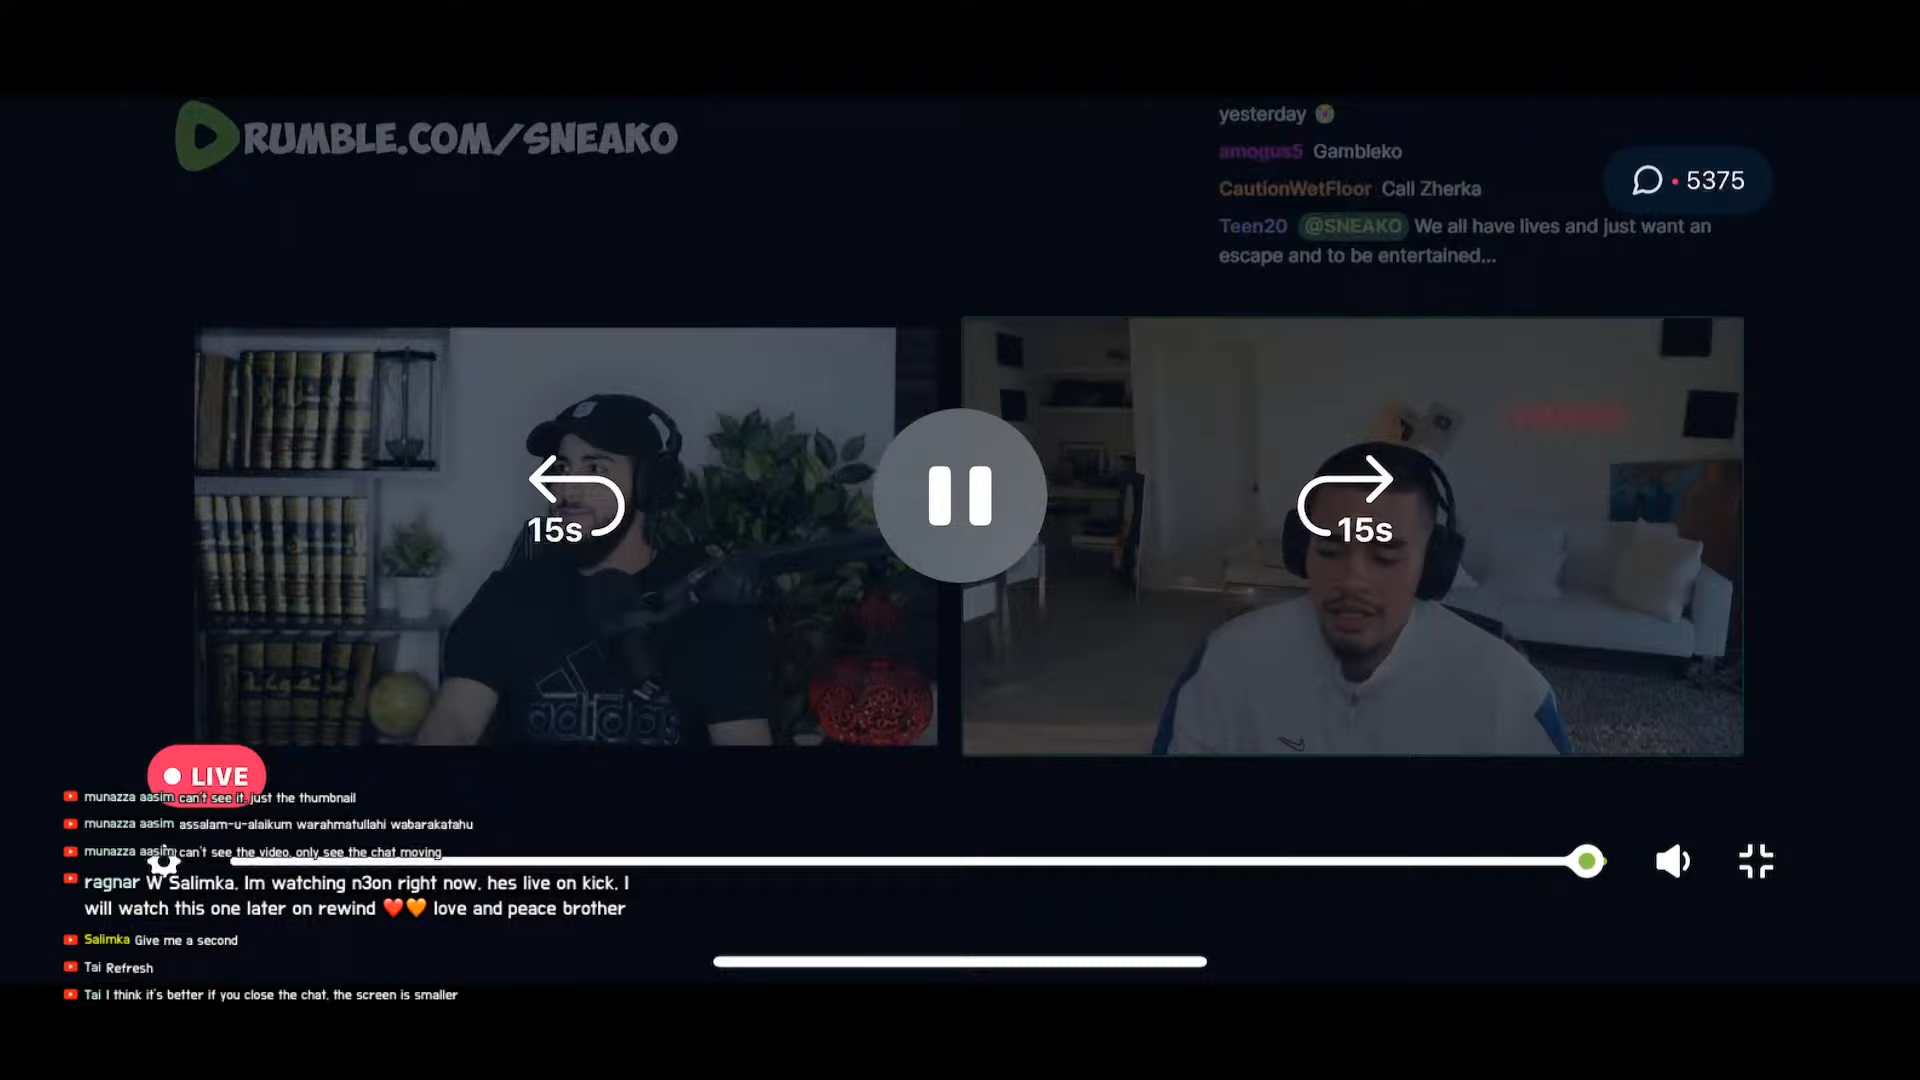 RUMBLE.COM/SNEAKO
yesterday
amogus5 Gambleko
CautionWetFloor Call Zherka
5375
Teen20 @SNEAKO We all have lives and just want an
escape and to be entertained...
15s
15s
adidas
LIVE
munazza aasim can't see it, just the thumbnail
munazza aasim assalam-u-alaikum warahmatullahi wabarakatahu
munazza aasim can't see the video, only see the chat moving
ragnar W Salimka, Im watching n3on right now, hes live on kick, I
will watch this one later on rewind ❤️🧡 love and peace brother
Salimka Give me a second
Tai Refresh
Tai I think it's better if you close the chat, the screen is smaller